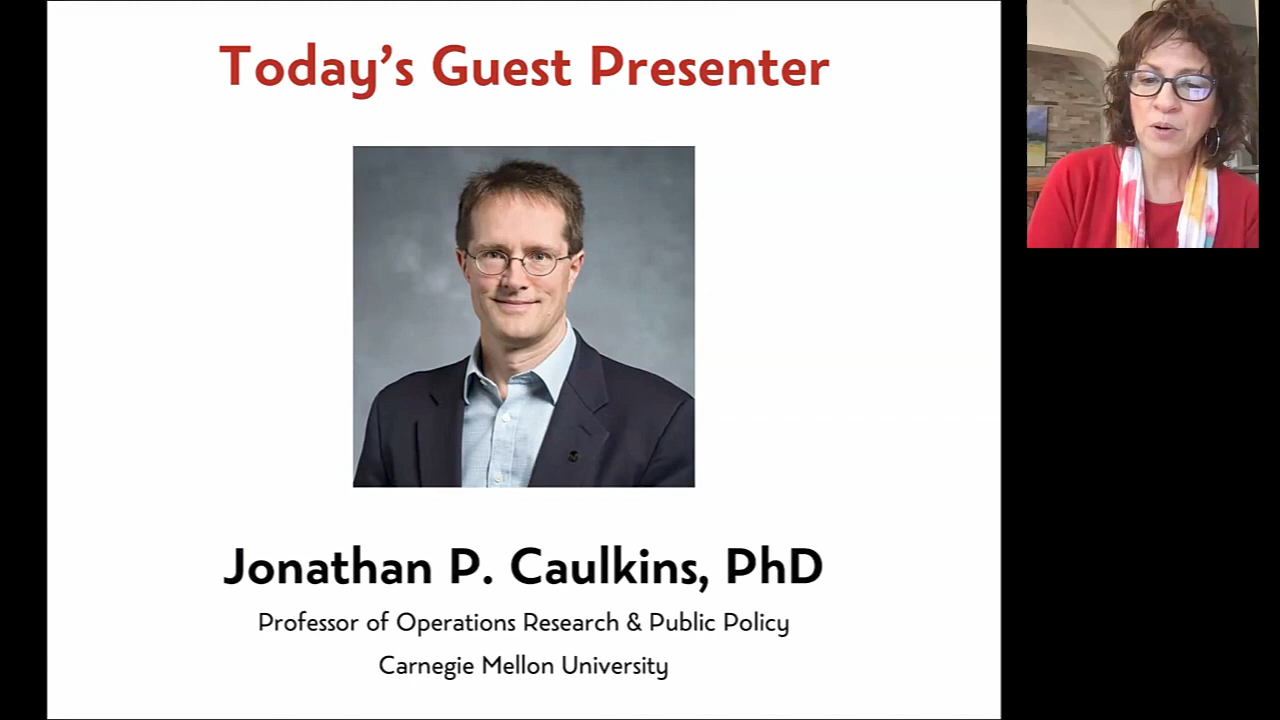 Today's Guest Presenter
Jonathan P. Caulkins, PhD
Professor of Operations Research & Public Policy
Carnegie Mellon University